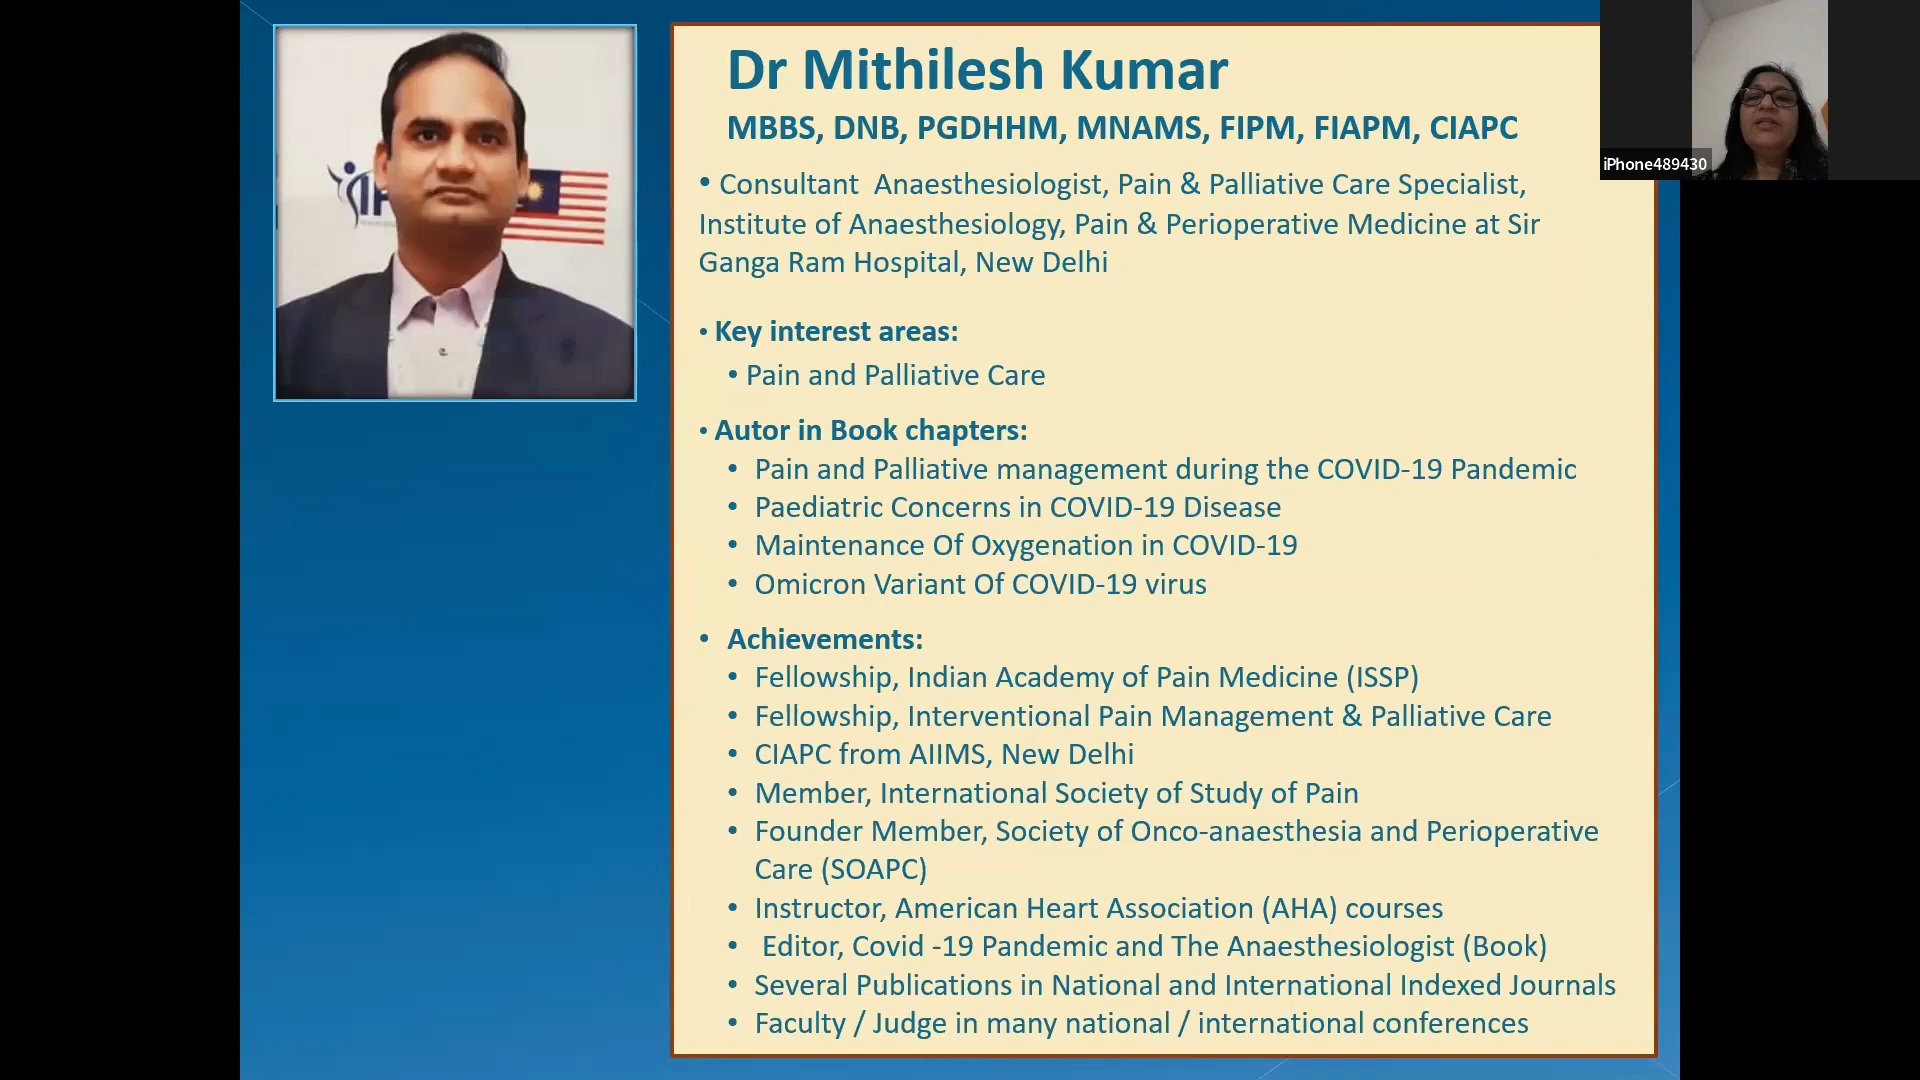 Dr Mithilesh Kumar
MBBS, DNB, PGDHHM, MNAMS, FIPM, FIAPM, CIAPC
• Consultant Anaesthesiologist, Pain & Palliative Care Specialist,
Institute of Anaesthesiology, Pain & Perioperative Medicine at Sir
Ganga Ram Hospital, New Delhi
• Key interest areas:
• Pain and Palliative Care
• Autor in Book chapters:
• Pain and Palliative management during the COVID-19 Pandemic
• Paediatric Concerns in COVID-19 Disease
• Maintenance Of Oxygenation in COVID-19
• Omicron Variant Of COVID-19 virus
• Achievements:
• Fellowship, Indian Academy of Pain Medicine (ISSP)
• Fellowship, Interventional Pain Management & Palliative Care
• CIAPC from AIIMS, New Delhi
• Member, International Society of Study of Pain
• Founder Member, Society of Onco-anaesthesia and Perioperative
Care (SOAPC)
• Instructor, American Heart Association (AHA) courses
• Editor, Covid -19 Pandemic and The Anaesthesiologist (Book)
• Several Publications in National and International Indexed Journals
• Faculty / Judge in many national / international conferences
iPhone489430